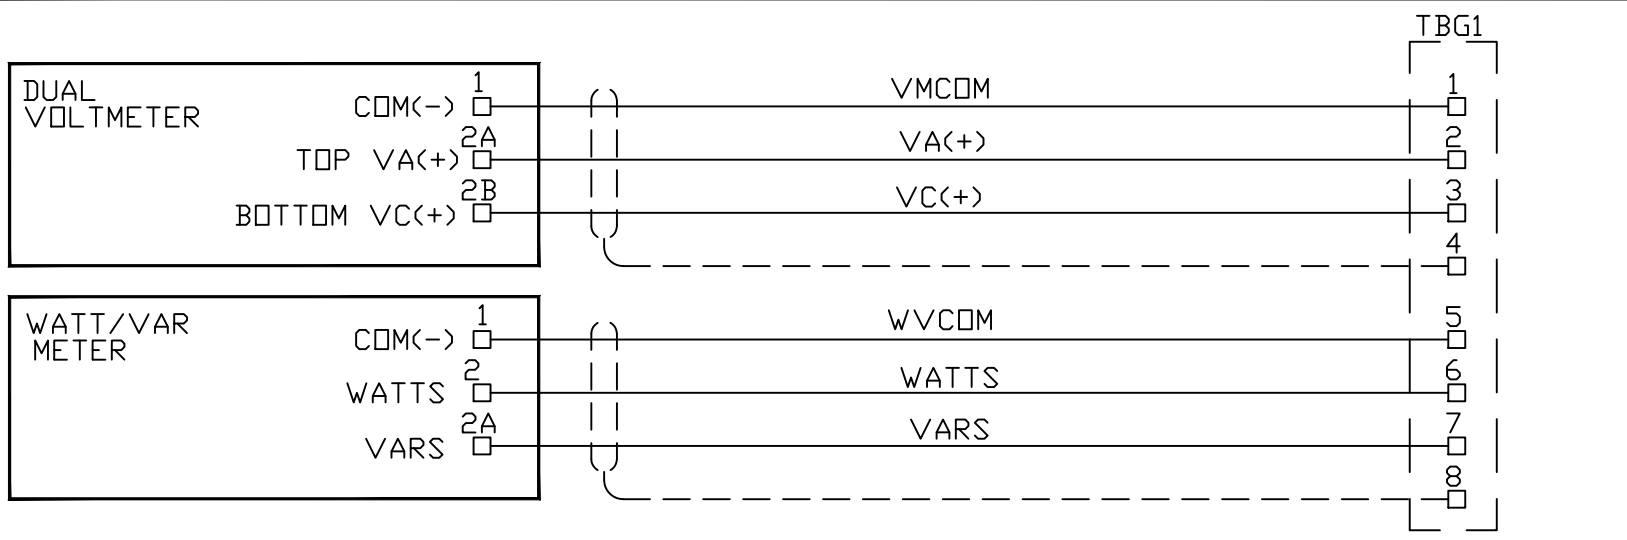 TBG1
DUAL
VOLTMETER
COM(-) 1
VMCOM
1
TOP VA(+) 2A
VA(+)
2
BOTTOM VC(+) 2B
VC(+)
3
4
WATT/VAR
METER
COM(-) 1
WVCOM
5
WATTS 2
WATTS
6
VARS 2A
VARS
7
8